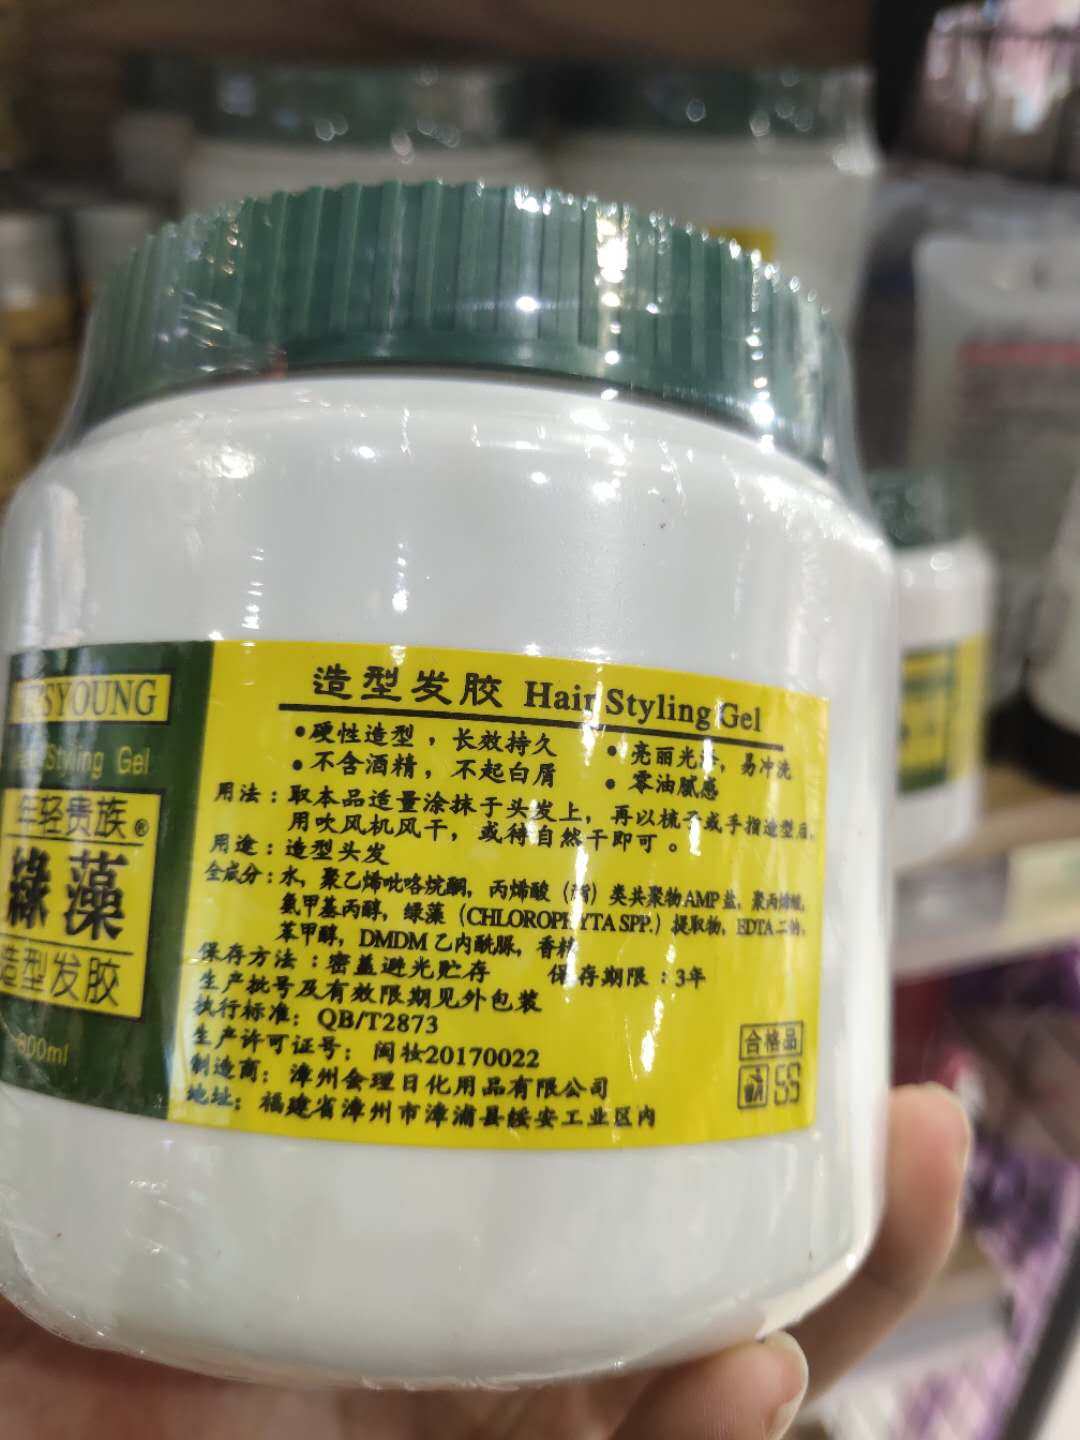 SYOUNG
Hair Styling Gel
年轻贵族®
綠藻
造型发胶
800ml
造型发胶 Hair Styling Gel
•硬性造型，长效持久
•亮丽光泽，易冲洗
•不含酒精，不起白屑
•零油腻感
用法：取本品适量涂抹于头发上，再以梳子或手指造型后，
用吹风机风干，或待自然干即可。
用途：造型头发
全成分：水，聚乙烯吡咯烷酮，丙烯酸（酯）类共聚物AMP盐，聚丙烯酸，
氨甲基丙醇，绿藻（CHLOROPHYTA SPP.）提取物，EDTA二钠，
苯甲醇，DMDM 乙内酰脲，香精
保存方法：密盖避光贮存 保存期限：3年
生产批号及有效限期见外包装
执行标准：QB/T2873
生产许可证号：闽妆20170022
制造商：漳州会理日化用品有限公司
地址：福建省漳州市漳浦县绥安工业区内
合格品
55